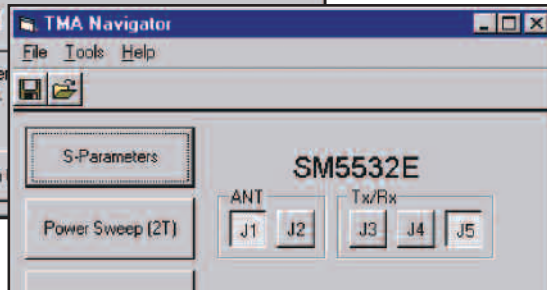 TMA Navigator
File Tools Help
S-Parameters
SM5532E
ANT Tx/Rx
Power Sweep (2T)
J1 J2 J3 J4 J5